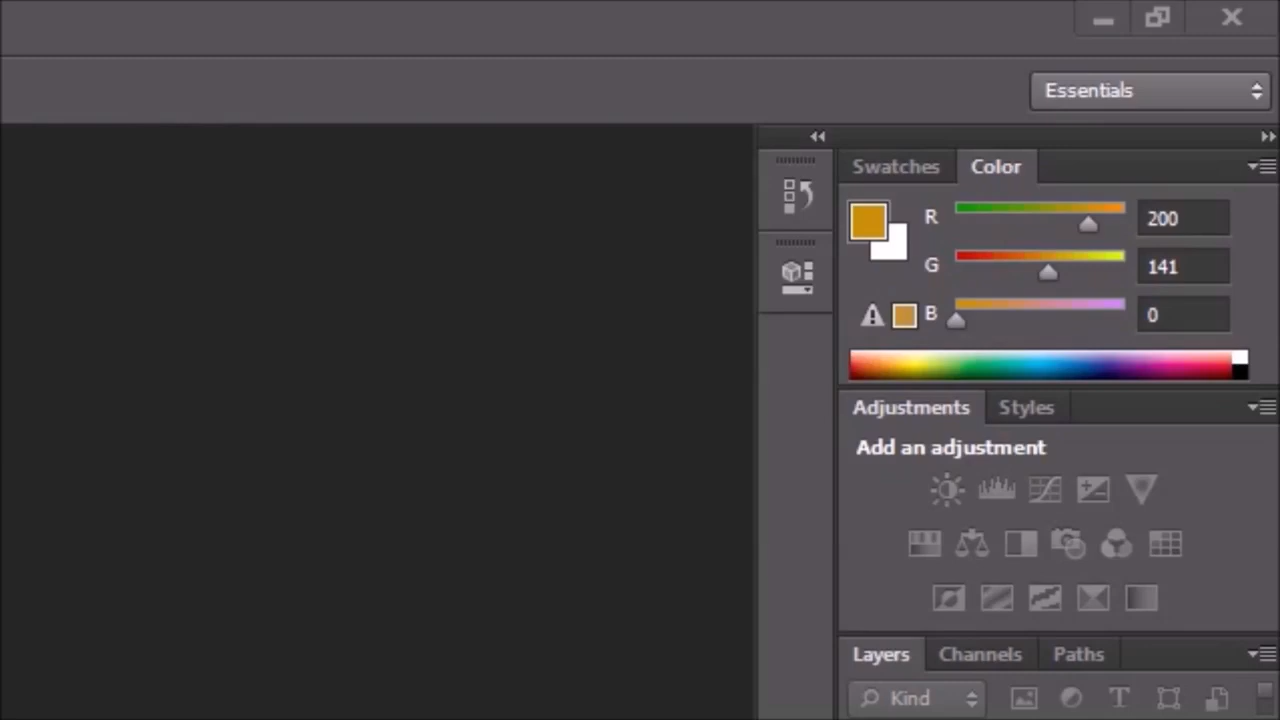 Essentials
Swatches Color
R 200
G 141
B 0
Adjustments Styles
Add an adjustment
Layers Channels Paths
Kind